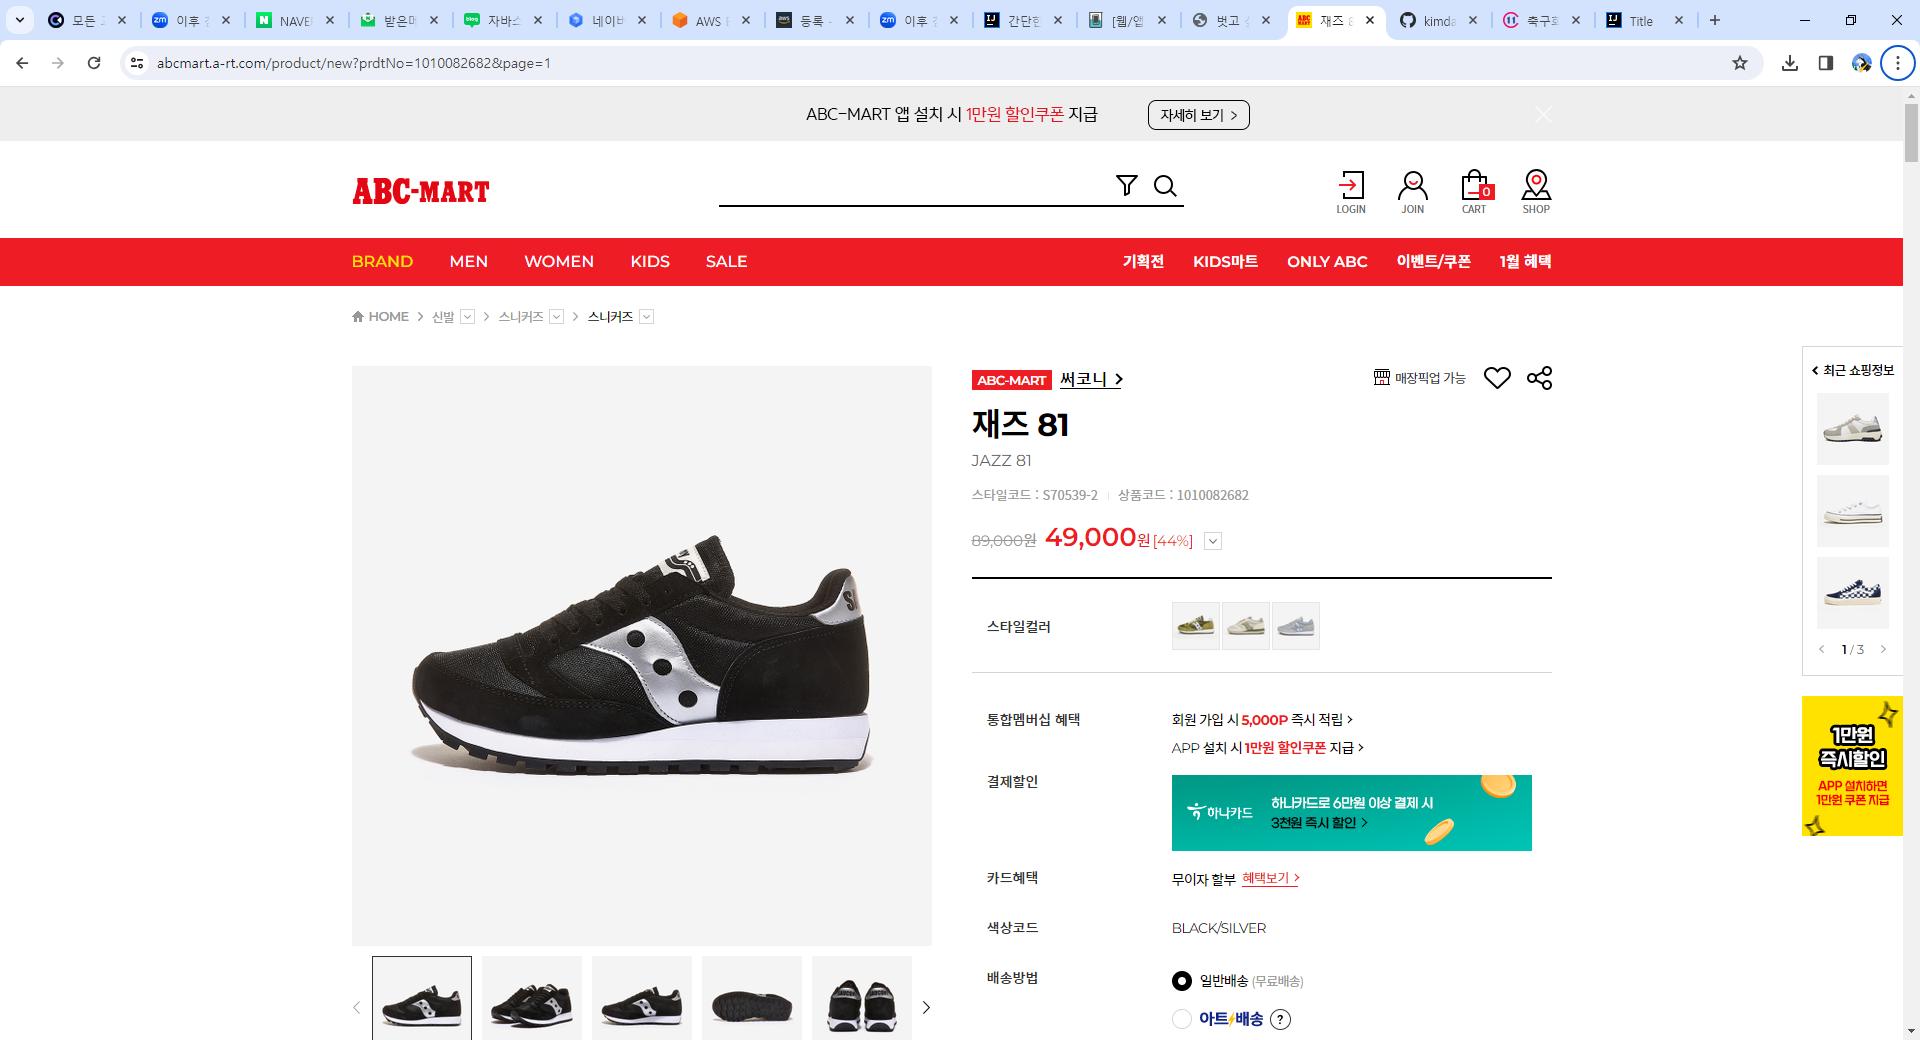 모든
이후
NAVE
받은메
자바스
네이버
AWS
등록
이후
간단한
[웹/앱
벗고
재즈 8
kimda
축구화
Title
abcmart.a-rt.com/product/new?prdtNo=1010082682&page=1
ABC-MART 앱 설치 시 1만원 할인쿠폰 지급
자세히 보기 >
ABC-MART
LOGIN
JOIN
0
CART
SHOP
BRAND MEN WOMEN KIDS SALE
기획전 KIDS마트 ONLY ABC 이벤트/쿠폰 1월 혜택
HOME > 신발 > 스니커즈 > 스니커즈
ABC-MART 써코니 >
매장픽업 가능
재즈 81
JAZZ 81
스타일코드 : S70539-2 | 상품코드 : 1010082682
89,000원 49,000원 [44%]
스타일컬러
통합멤버십 혜택
회원 가입 시 5,000P 즉시 적립 >
APP 설치 시 1만원 할인쿠폰 지급 >
결제할인
하나카드
하나카드로 6만원 이상 결제 시
3천원 즉시 할인 >
카드혜택
무이자 할부 혜택보기 >
색상코드
BLACK/SILVER
배송방법
일반배송 (무료배송)
아트배송 ?
< 최근 쇼핑정보
< 1 / 3 >
1만원
즉시할인
APP 설치하면
1만원 쿠폰 지급